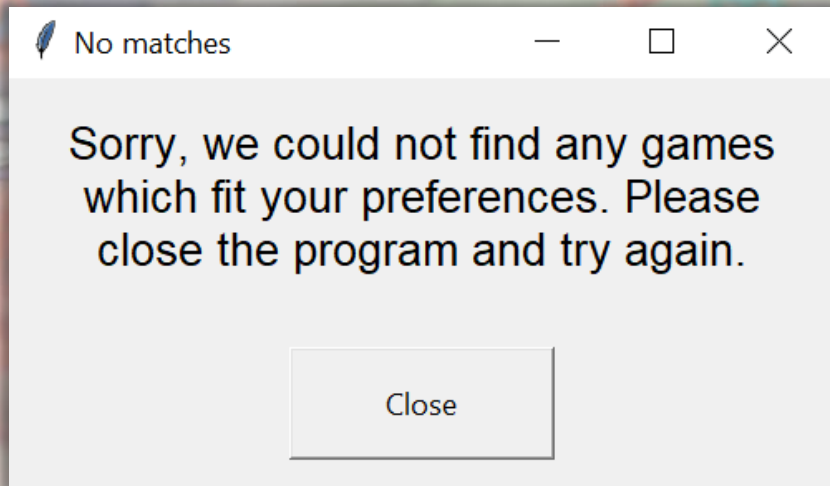 No matches
Sorry, we could not find any games
which fit your preferences. Please
close the program and try again.
Close